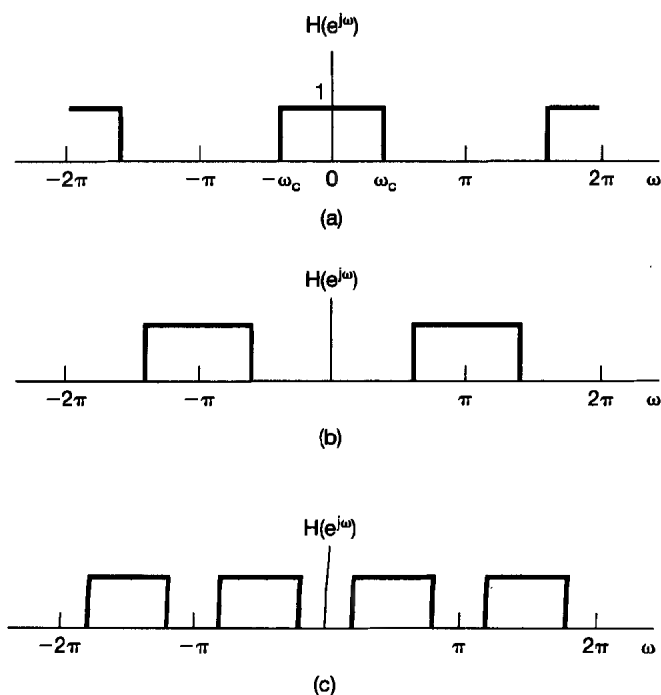 H(e^{jω})
1
−2π −π −ω_c 0 ω_c π 2π ω
(a)
H(e^{jω})
−2π −π π 2π ω
(b)
H(e^{jω})
−2π −π π 2π ω
(c)